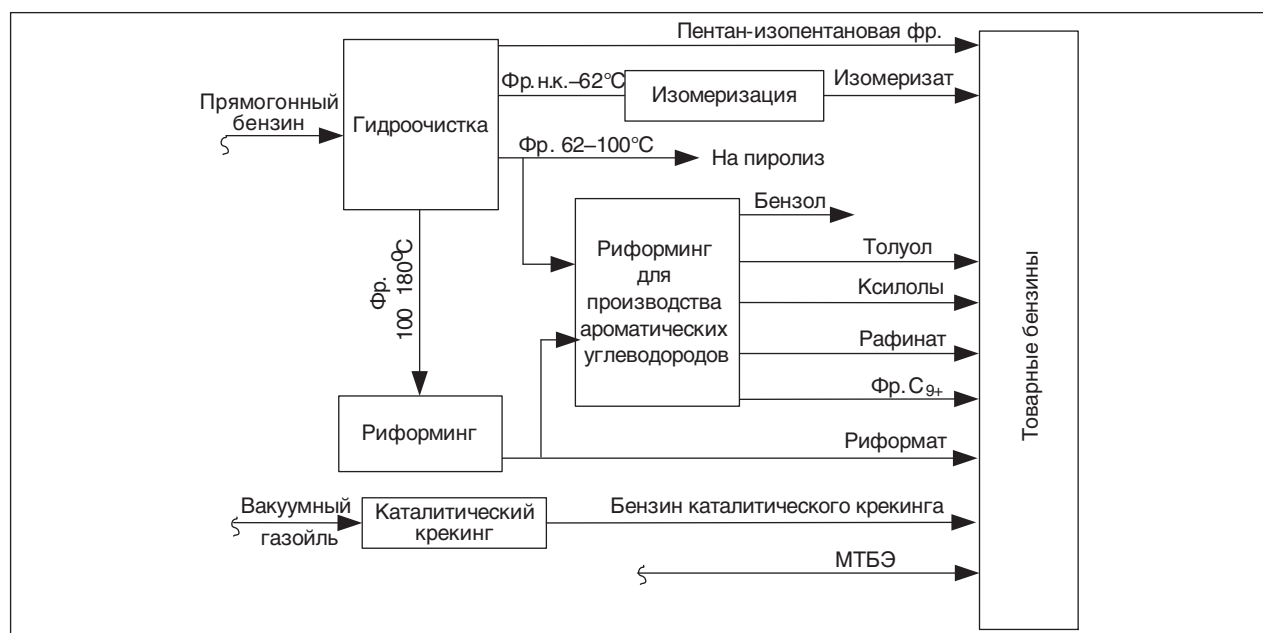 Пентан-изопентановая фр.
Фр. н.к.–62°С
Изомеризация
Изомеризат
Прямогонный
бензин
Гидроочистка
Фр. 62–100°С
На пиролиз
Бензол
Фр.
100 180°С
Риформинг
для
производства
ароматических
углеводородов
Толуол
Ксилолы
Рафинат
Фр. С9+
Товарные бензины
Риформинг
Риформат
Вакуумный
газойль
Каталитический
крекинг
Бензин каталитического крекинга
МТБЭ